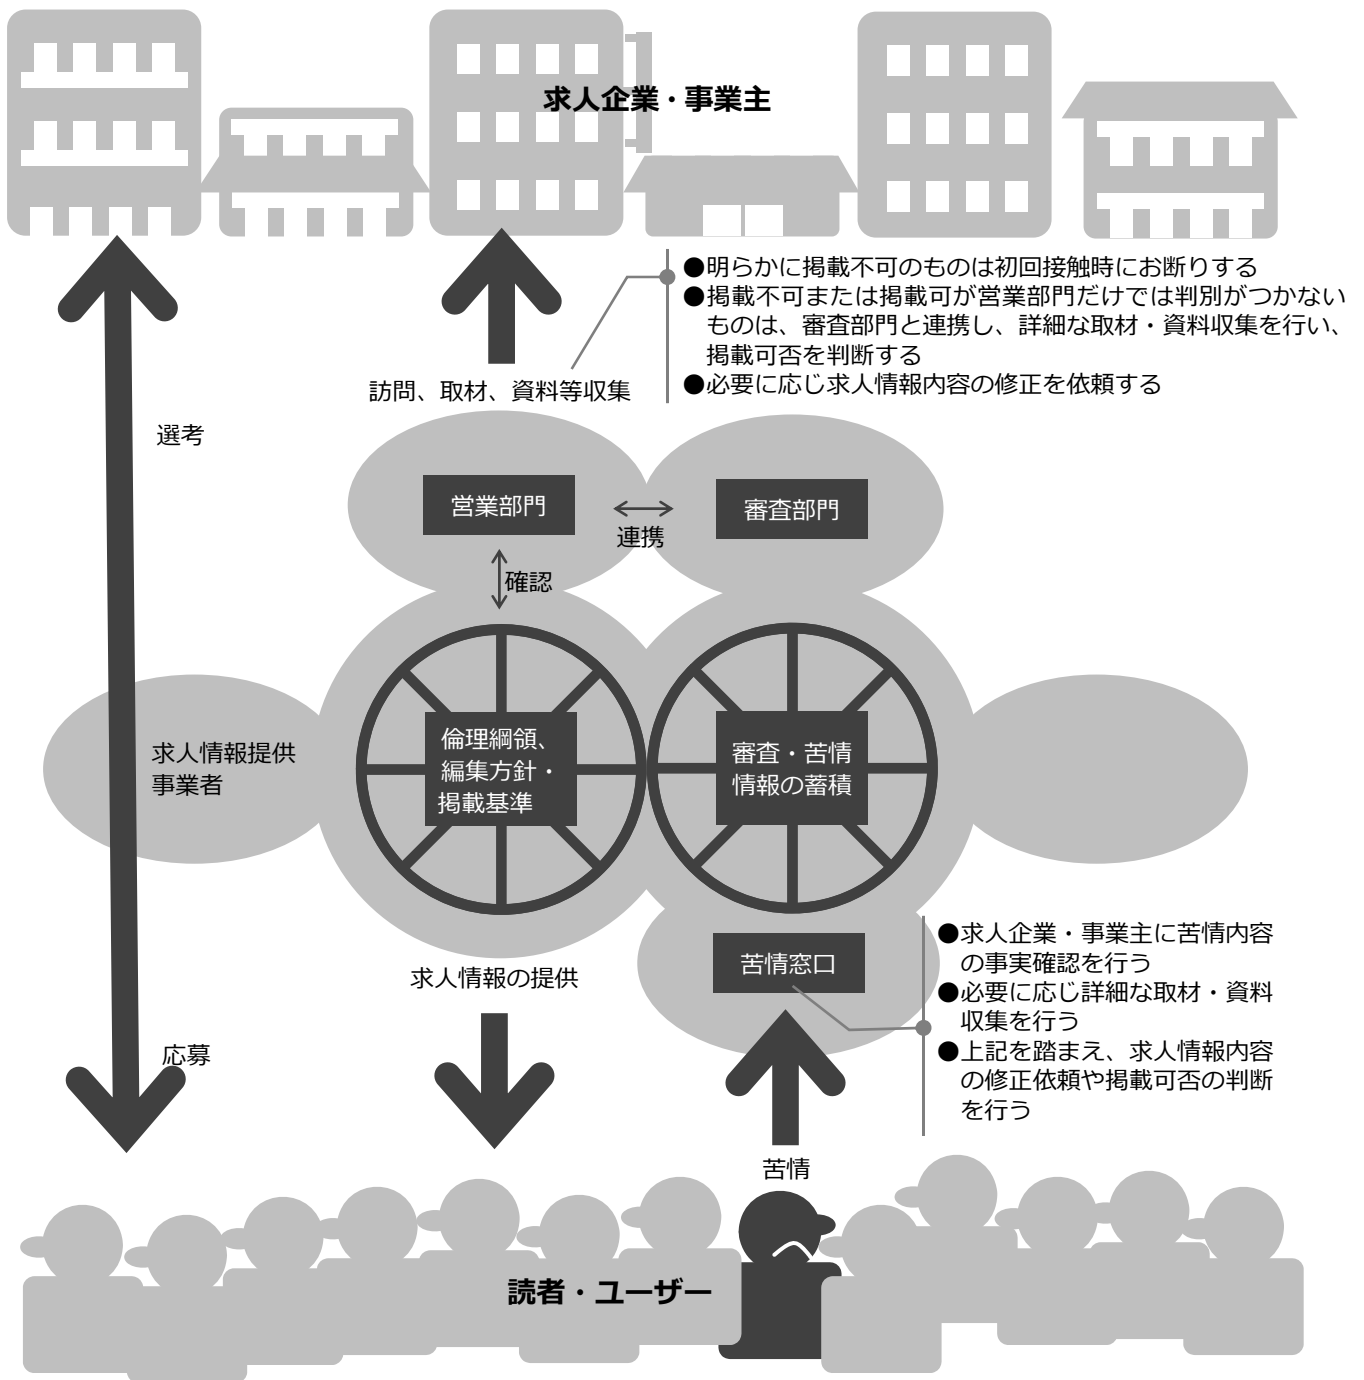 求人企業・事業主
●明らかに掲載不可のものは初回接触時にお断りする
●掲載不可または掲載可が営業部門だけでは判別がつかない
ものは、審査部門と連携し、詳細な取材・資料収集を行い、
掲載可否を判断する
●必要に応じ求人情報内容の修正を依頼する
訪問、取材、資料等収集
選考
営業部門
審査部門
連携
確認
求人情報提供
事業者
倫理綱領、
編集方針・
掲載基準
審査・苦情
情報の蓄積
苦情窓口
●求人企業・事業主に苦情内容
の事実確認を行う
●必要に応じ詳細な取材・資料
収集を行う
●上記を踏まえ、求人情報内容
の修正依頼や掲載可否の判断
を行う
求人情報の提供
応募
苦情
読者・ユーザー